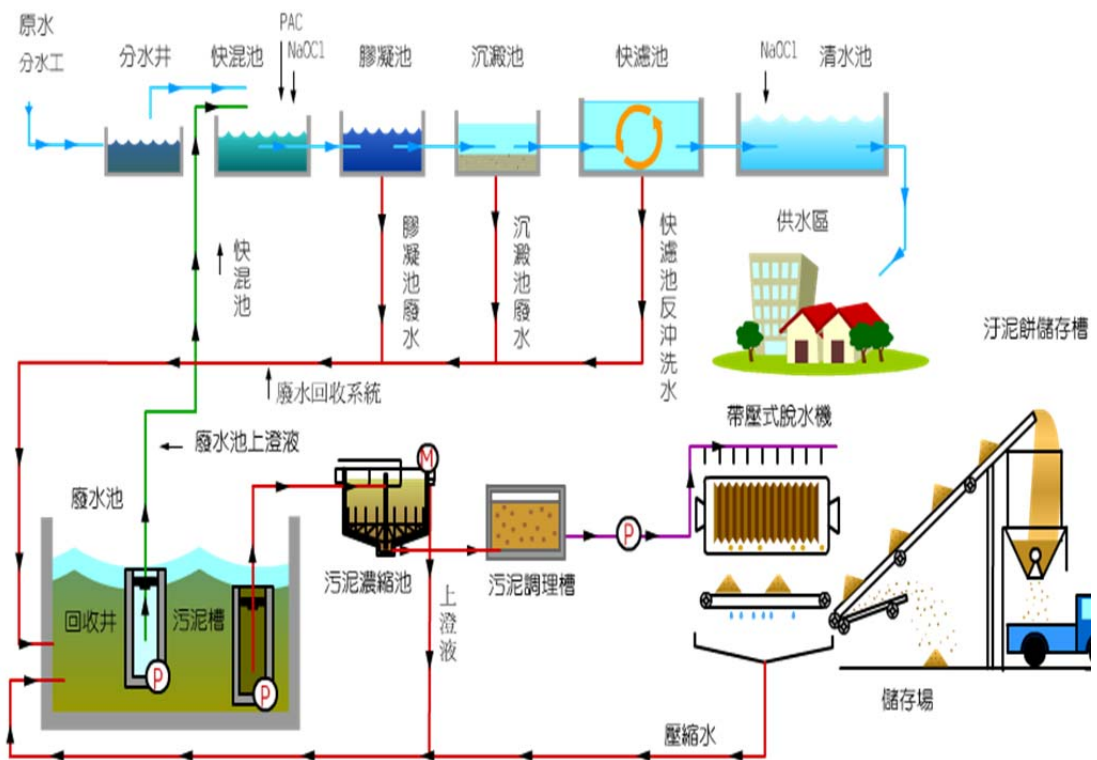 原水
分水工
分水井
快混池
PAC
NaOCl
膠凝池
沉澱池
快濾池
NaOCl
清水池
快混池
膠凝池廢水
沉澱池廢水
快濾池反沖洗水
供水區
汙泥餅儲存槽
廢水回收系統
廢水池上澄液
帶壓式脫水機
M
廢水池
P
回收井
污泥槽
污泥濃縮池
污泥調理槽
上澄液
P
P
儲存場
壓縮水